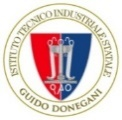 ISTITUTO TECNICO INDUSTRIALE STATALE
GUIDO DONEGANI